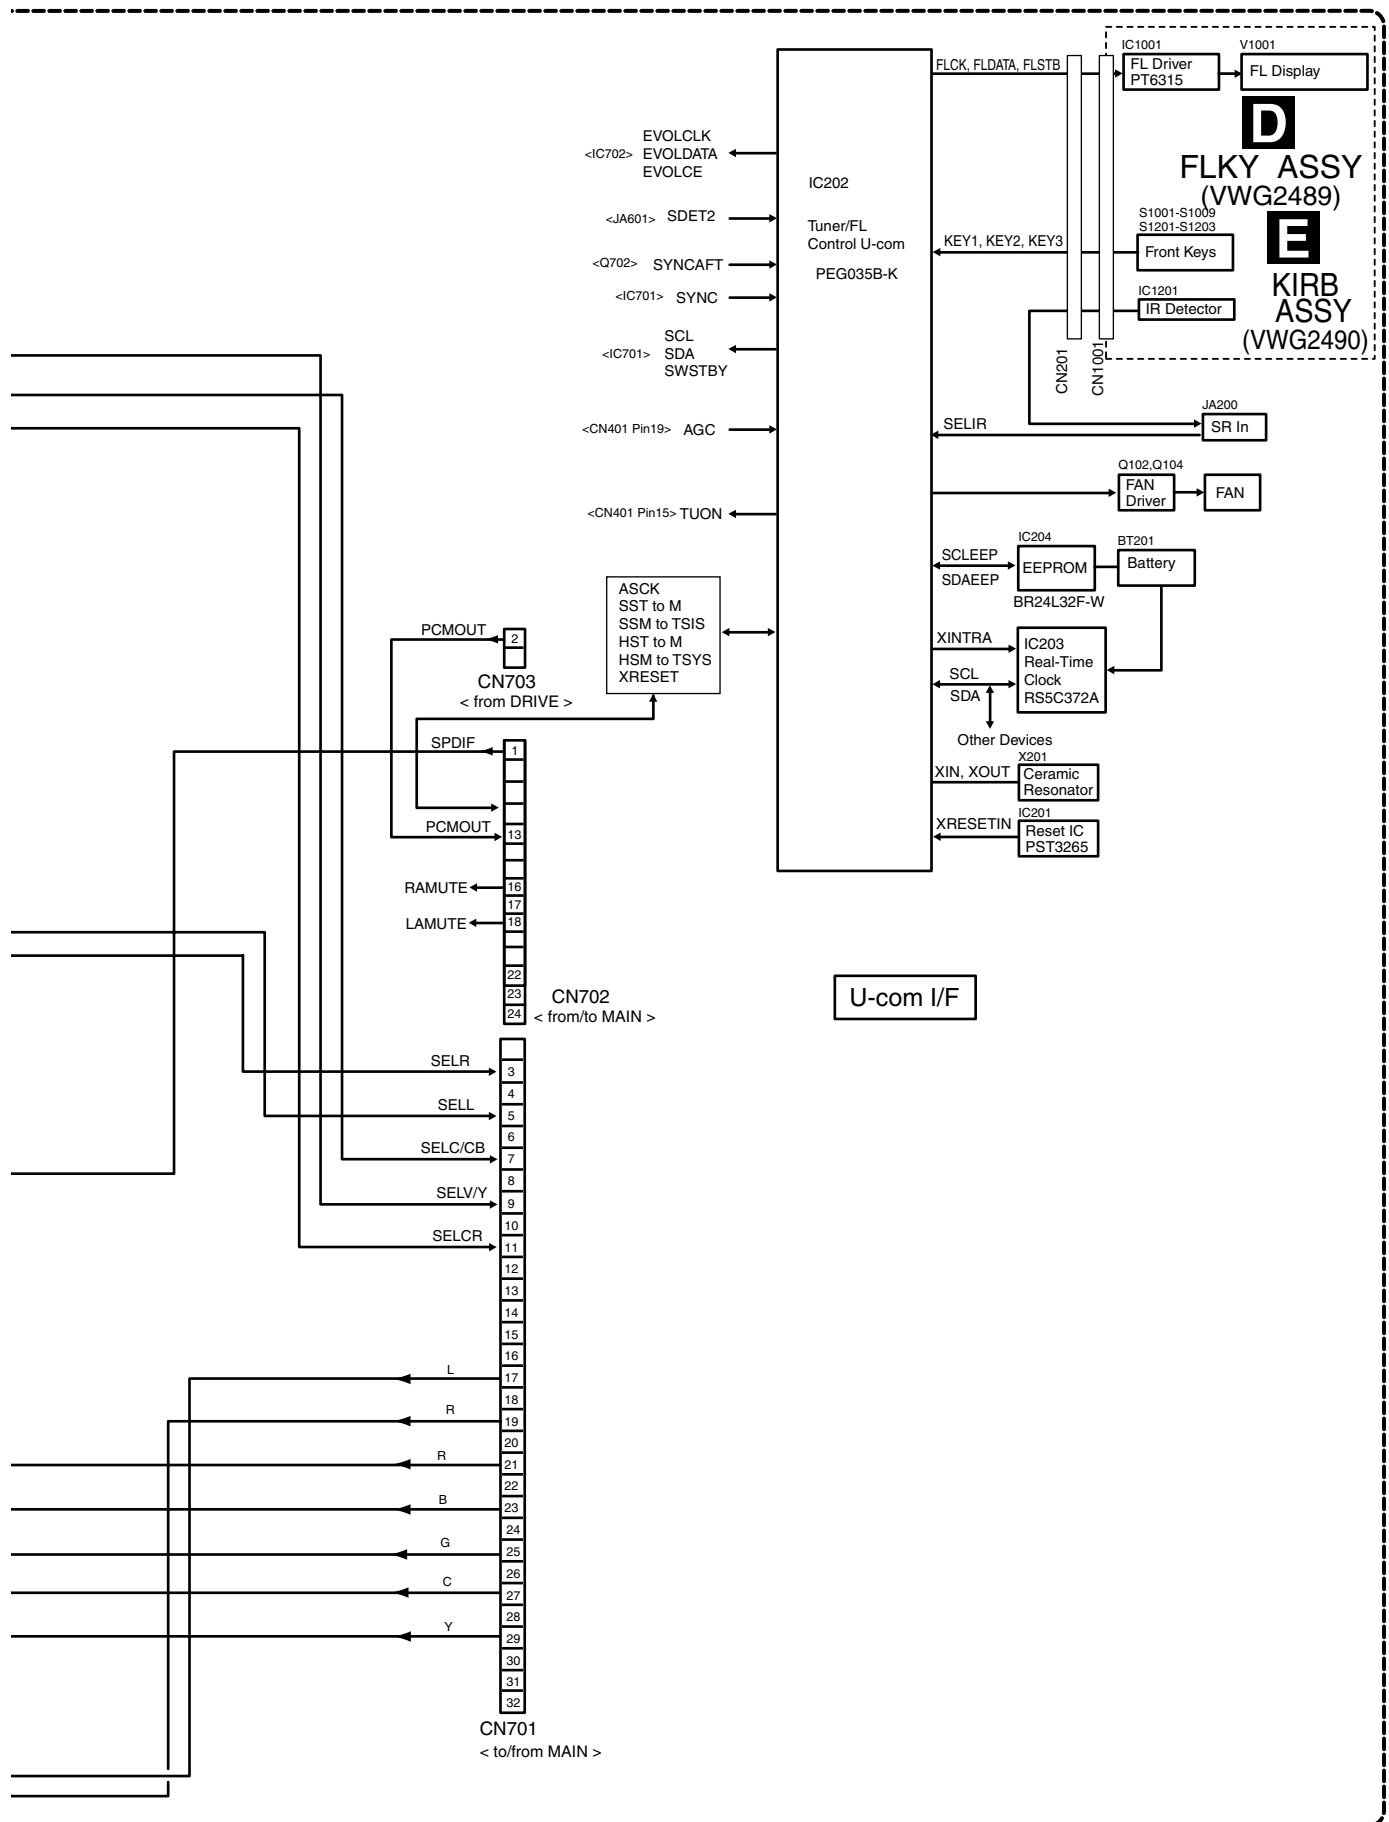 IC1001
FL Driver
PT6315
V1001
FL Display
FLCK, FLDATA, FLSTB
D
FLKY ASSY
(VWG2489)
S1001-S1009
S1201-S1203
Front Keys
E
KIRB
ASSY
(VWG2490)
IC1201
IR Detector
KEY1, KEY2, KEY3
CN201
CN1001
EVOLCLK
<IC702> EVOLDATA
EVOLCE
<JA601> SDET2
<Q702> SYNCAFT
<IC701> SYNC
SCL
<IC701> SDA
SWSTBY
<CN401 Pin19> AGC
<CN401 Pin15> TUON
IC202
Tuner/FL
Control U-com
PEG035B-K
SELIR
JA200
SR In
Q102,Q104
FAN
Driver
FAN
SCLEEP
SDAEEP
IC204
EEPROM
BR24L32F-W
BT201
Battery
XINTRA
SCL
SDA
IC203
Real-Time
Clock
RS5C372A
Other Devices
XIN, XOUT
X201
Ceramic
Resonator
XRESETIN
IC201
Reset IC
PST3265
ASCK
SST to M
SSM to TSIS
HST to M
HSM to TSYS
XRESET
PCMOUT
2
CN703
< from DRIVE >
SPDIF
1
PCMOUT
13
RAMUTE
16
17
LAMUTE
18
22
23
24
CN702
< from/to MAIN >
U-com I/F
SELR
3
4
SELL
5
6
SELC/CB
7
8
SELV/Y
9
10
SELCR
11
12
13
14
15
16
L
17
18
R
19
20
R
21
22
B
23
24
G
25
26
C
27
28
Y
29
30
31
32
CN701
< to/from MAIN >